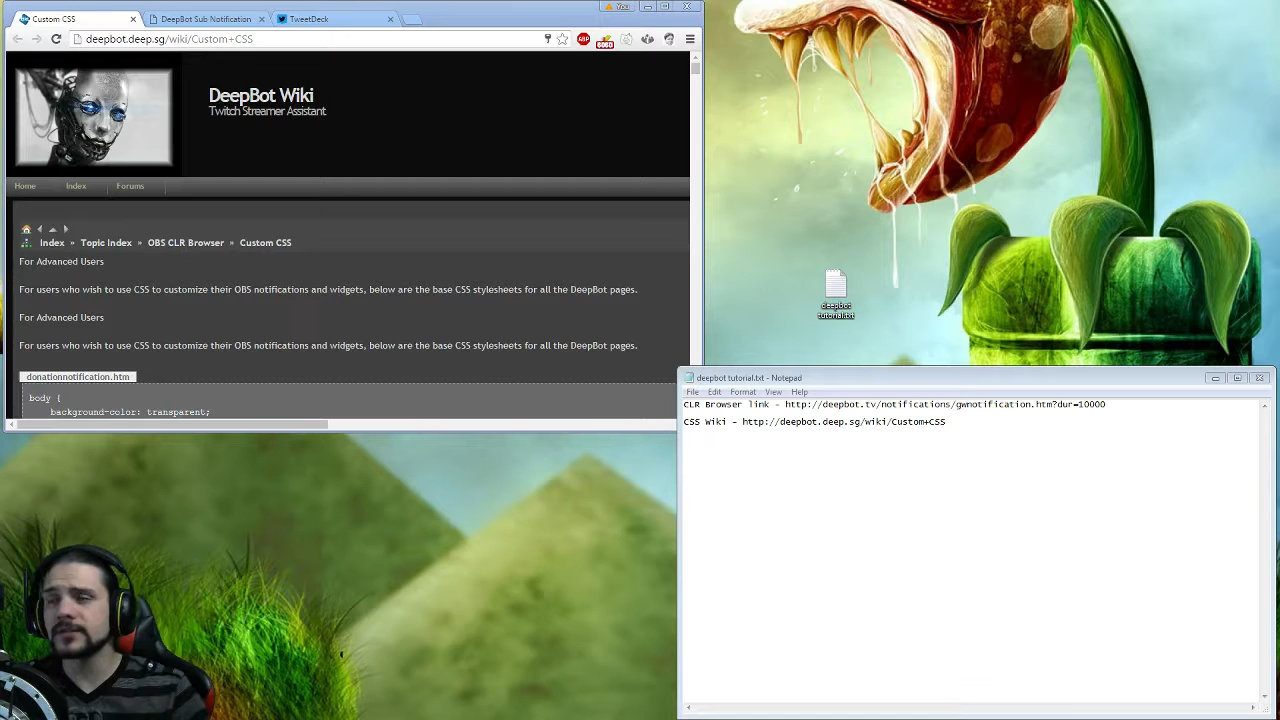 Custom CSS
DeepBot Sub Notification
TweetDeck
You
deepbot.deep.sg/wiki/Custom+CSS
ABP
DeepBot Wiki
Twitch Streamer Assistant
Home Index Forums
Index » Topic Index » OBS CLR Browser » Custom CSS
For Advanced Users
For users who wish to use CSS to customize their OBS notifications and widgets, below are the base CSS stylesheets for all the DeepBot pages.
For Advanced Users
For users who wish to use CSS to customize their OBS notifications and widgets, below are the base CSS stylesheets for all the DeepBot pages.
donationnotification.htm
body {
background-color: transparent;
deepbot
tutorial.txt
deepbot tutorial.txt - Notepad
File Edit Format View Help
CLR Browser link - http://deepbot.tv/notifications/gwnotification.htm?dur=10000
CSS Wiki - http://deepbot.deep.sg/wiki/Custom+CSS